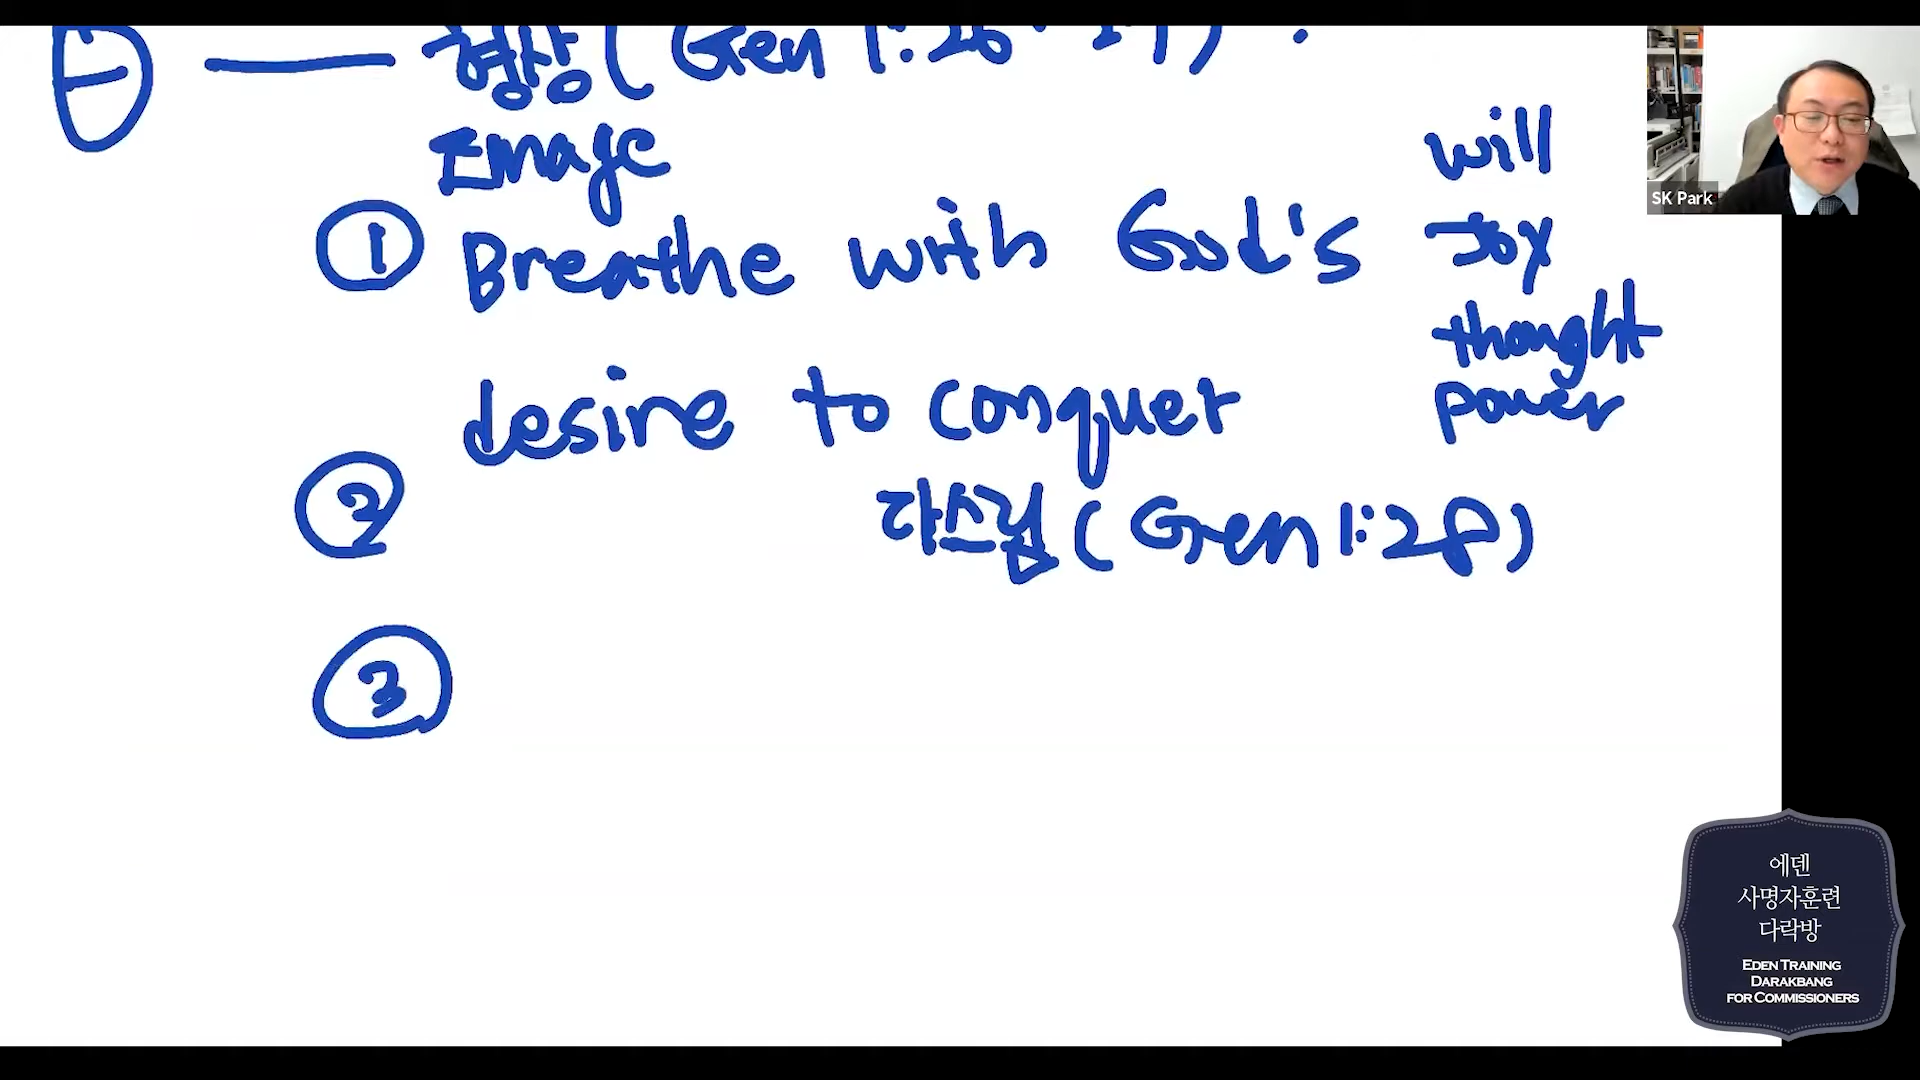 형상 (Gen 1:26-27)
Image
will
① Breathe with God's
Joy
thought
power
desire to conquer
②
다스림 (Gen 1:28)
③
SK Park
에덴
사명자훈련
다락방
EDEN TRAINING
DARAKBANG
FOR COMMISSIONERS